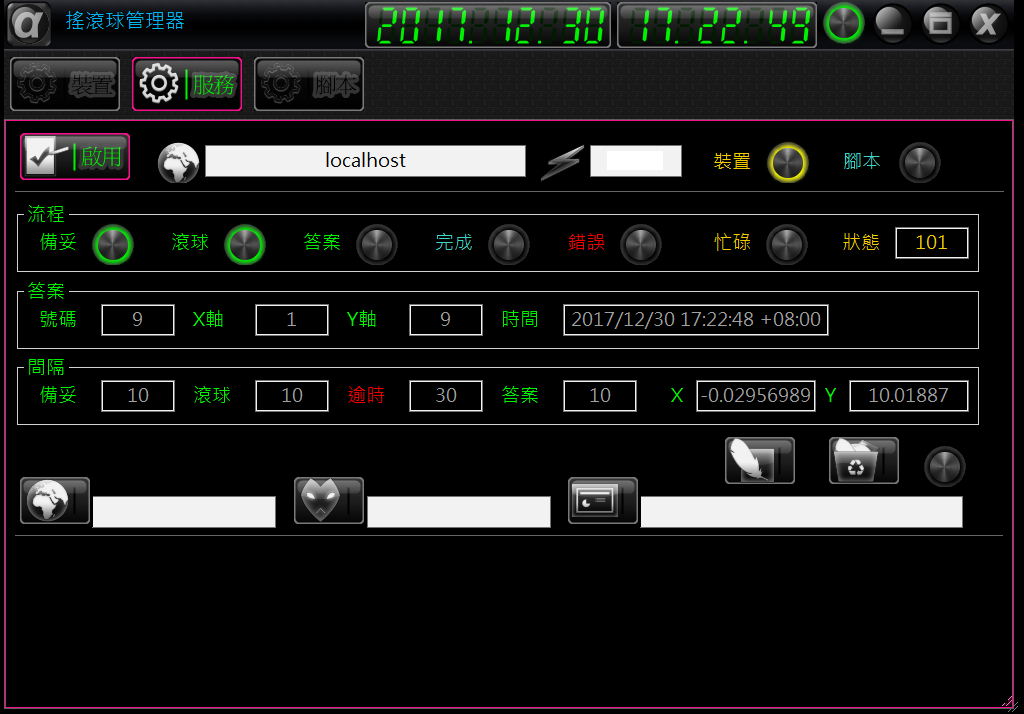 α 搖滾球管理器 2017. 12. 30 17. 22. 49 X
裝置 服務 腳本
啟用 localhost 裝置 腳本
流程
備妥 滾球 答案 完成 錯誤 忙碌 狀態 101
答案
號碼 9 X軸 1 Y軸 9 時間 2017/12/30 17:22:48 +08:00
間隔
備妥 10 滾球 10 逾時 30 答案 10 X -0.02956989 Y 10.01887